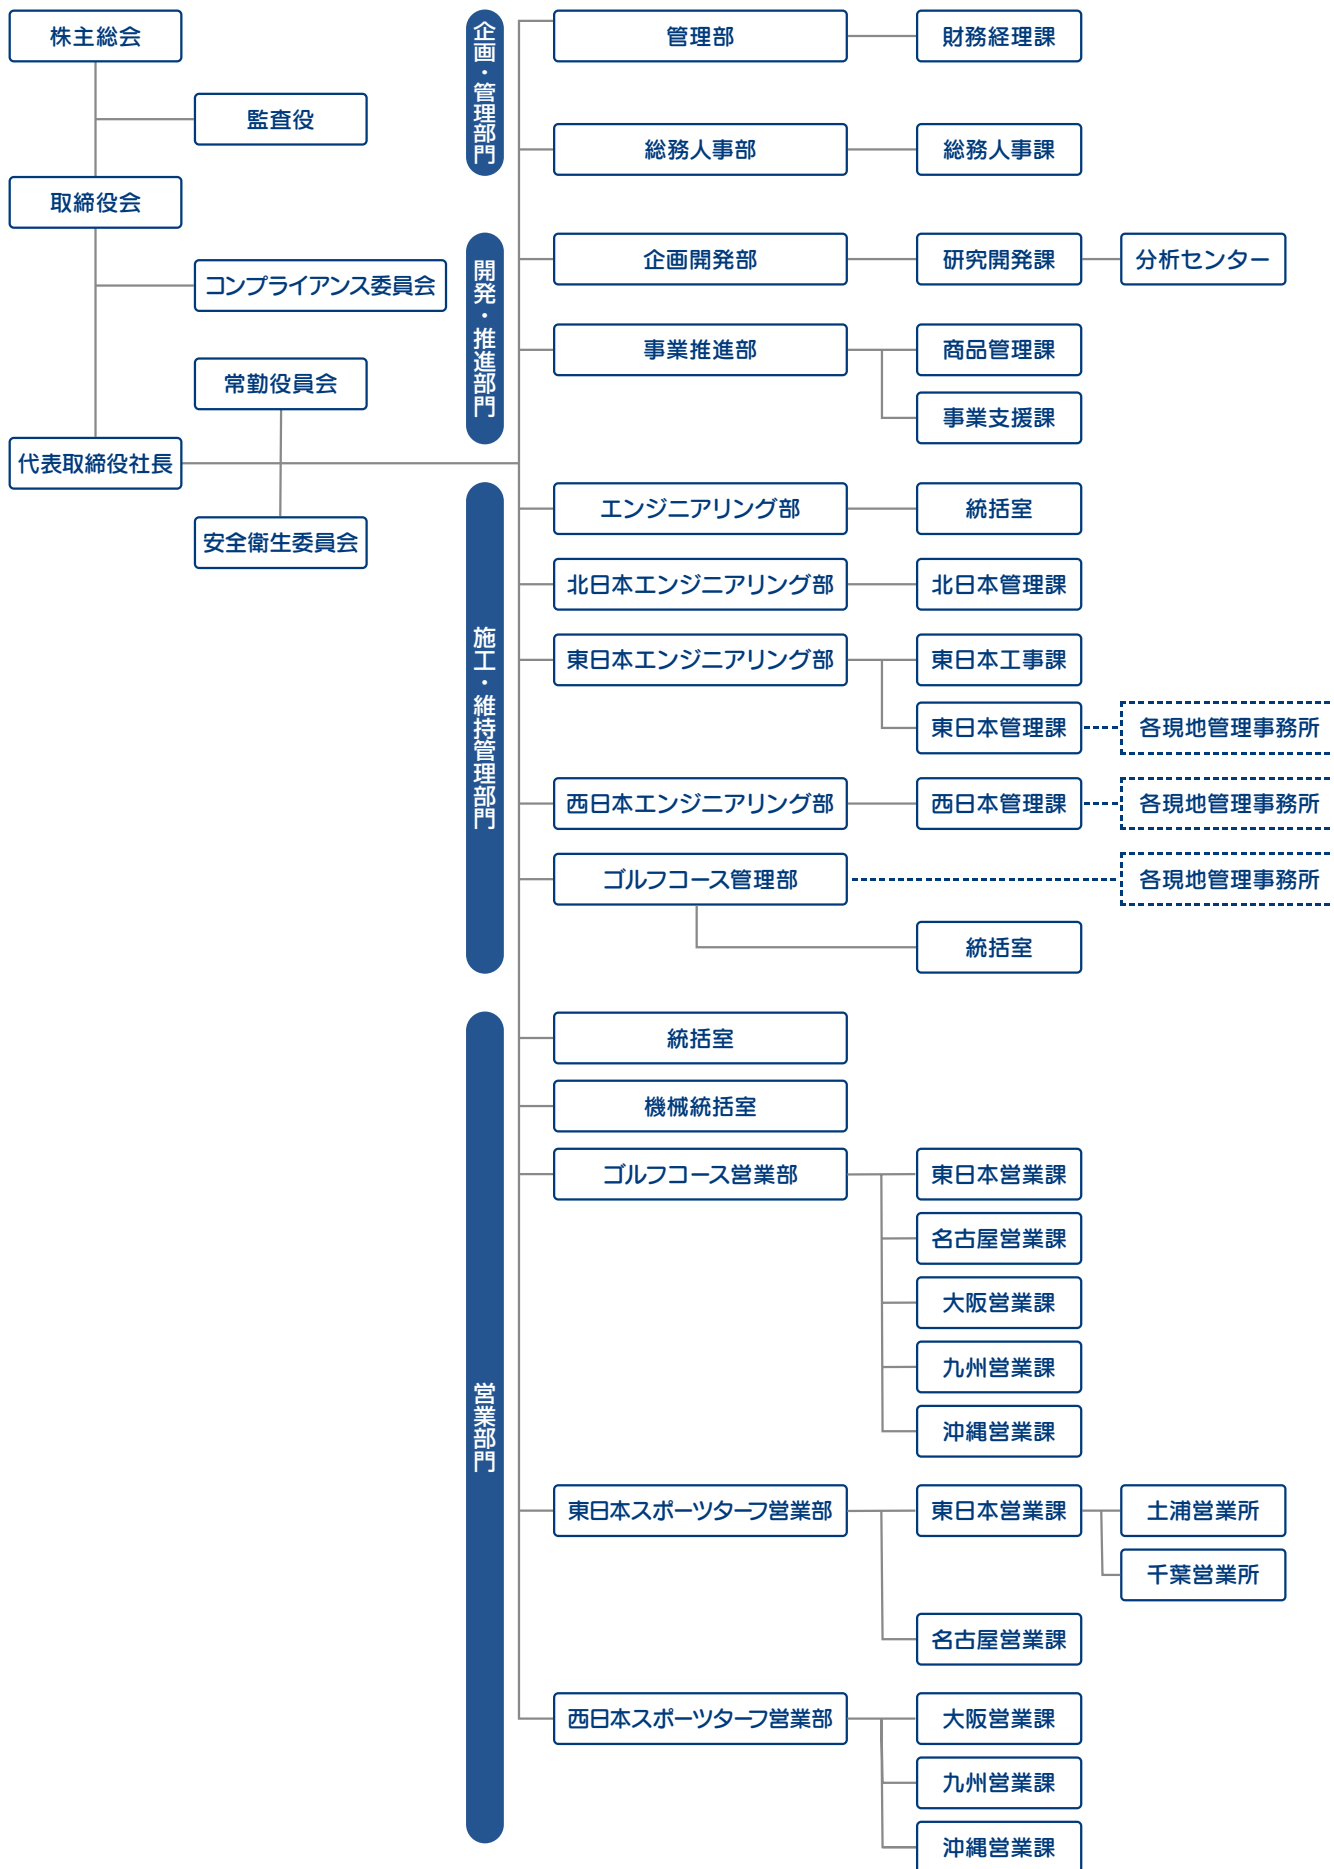 株主総会
監査役
取締役会
コンプライアンス委員会
常勤役員会
代表取締役社長
安全衛生委員会
企画・管理部門
管理部
財務経理課
総務人事部
総務人事課
開発・推進部門
企画開発部
研究開発課
分析センター
事業推進部
商品管理課
事業支援課
施工・維持管理部門
エンジニアリング部
統括室
北日本エンジニアリング部
北日本管理課
東日本エンジニアリング部
東日本工事課
東日本管理課
各現地管理事務所
西日本エンジニアリング部
西日本管理課
各現地管理事務所
ゴルフコース管理部
各現地管理事務所
統括室
営業部門
統括室
機械統括室
ゴルフコース営業部
東日本営業課
名古屋営業課
大阪営業課
九州営業課
沖縄営業課
東日本スポーツターフ営業部
東日本営業課
土浦営業所
千葉営業所
名古屋営業課
西日本スポーツターフ営業部
大阪営業課
九州営業課
沖縄営業課